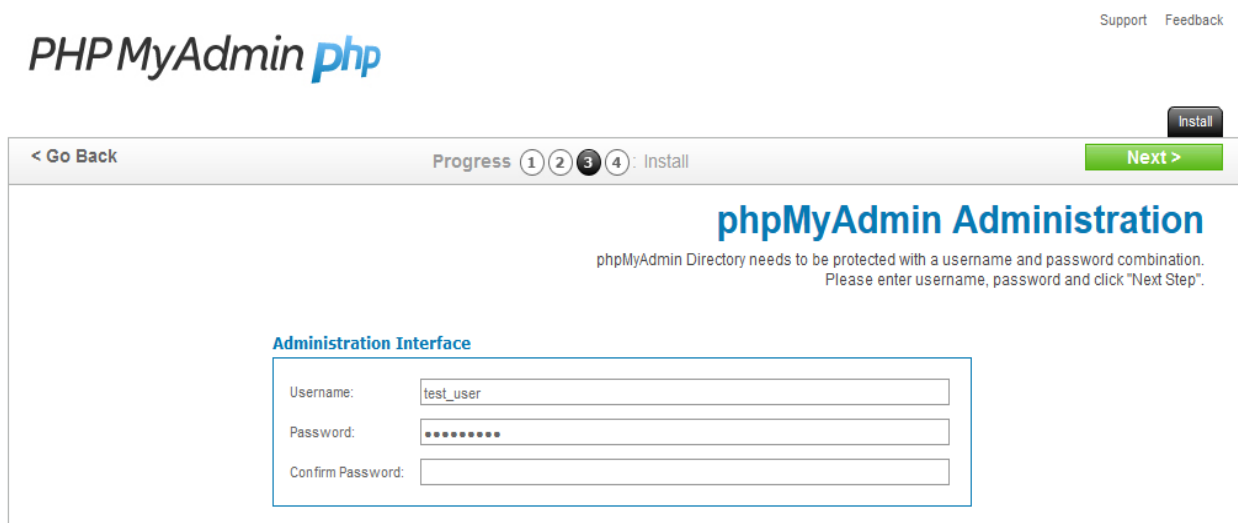 Support Feedback
PHPMyAdmin php
Install
< Go Back
Progress 1 2 3 4 : Install
Next >
phpMyAdmin Administration
phpMyAdmin Directory needs to be protected with a username and password combination.
Please enter username, password and click "Next Step".
Administration Interface
Username: test_user
Password: •••••••••
Confirm Password: